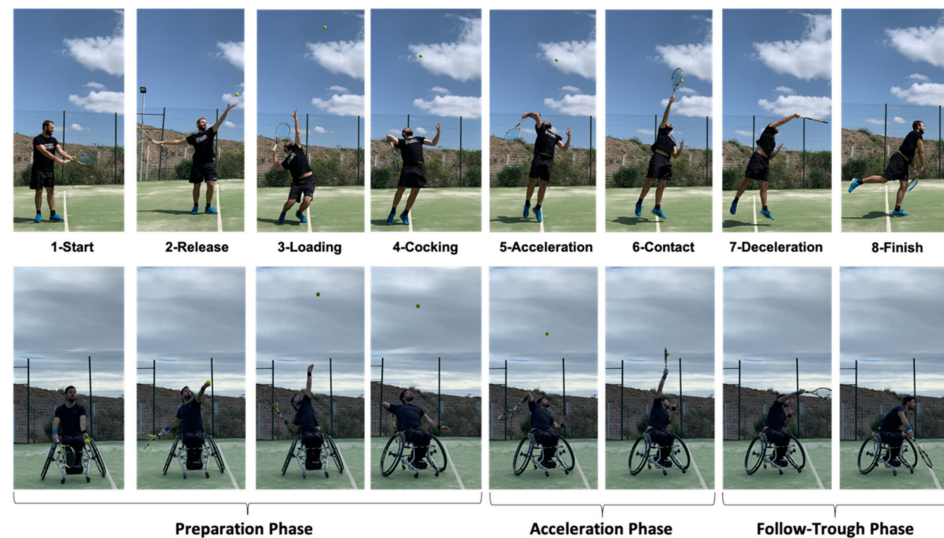 1-Start
2-Release
3-Loading
4-Cocking
5-Acceleration
6-Contact
7-Deceleration
8-Finish
Preparation Phase
Acceleration Phase
Follow-Trough Phase